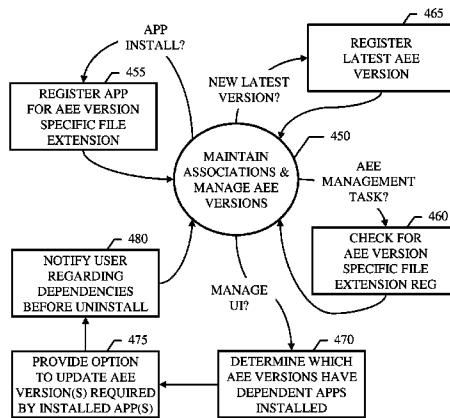 APP
INSTALL?
465
REGISTER
LATEST AEE
VERSION
455
REGISTER APP
FOR AEE VERSION
SPECIFIC FILE
EXTENSION
NEW LATEST
VERSION?
450
MAINTAIN
ASSOCIATIONS &
MANAGE AEE
VERSIONS
AEE
MANAGEMENT
TASK?
460
CHECK FOR
AEE VERSION
SPECIFIC FILE
EXTENSION REG
480
NOTIFY USER
REGARDING
DEPENDENCIES
BEFORE UNINSTALL
MANAGE
UI?
475
PROVIDE OPTION
TO UPDATE AEE
VERSION(S) REQUIRED
BY INSTALLED APP(S)
470
DETERMINE WHICH
AEE VERSIONS HAVE
DEPENDENT APPS
INSTALLED